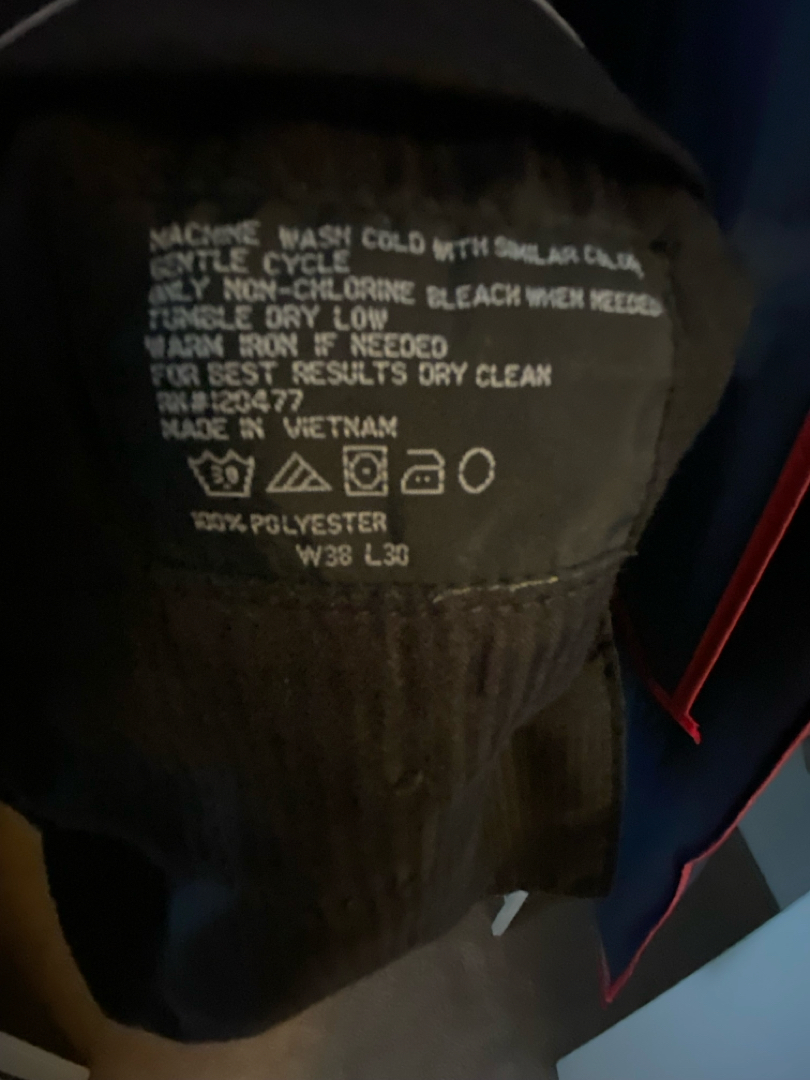 MACHINE WASH COLD WITH SIMILAR COLOR,
GENTLE CYCLE
ONLY NON-CHLORINE BLEACH WHEN NEEDED
TUMBLE DRY LOW
WARM IRON IF NEEDED
FOR BEST RESULTS DRY CLEAN
RN#120477
MADE IN VIETNAM
30
100% POLYESTER
W38 L30